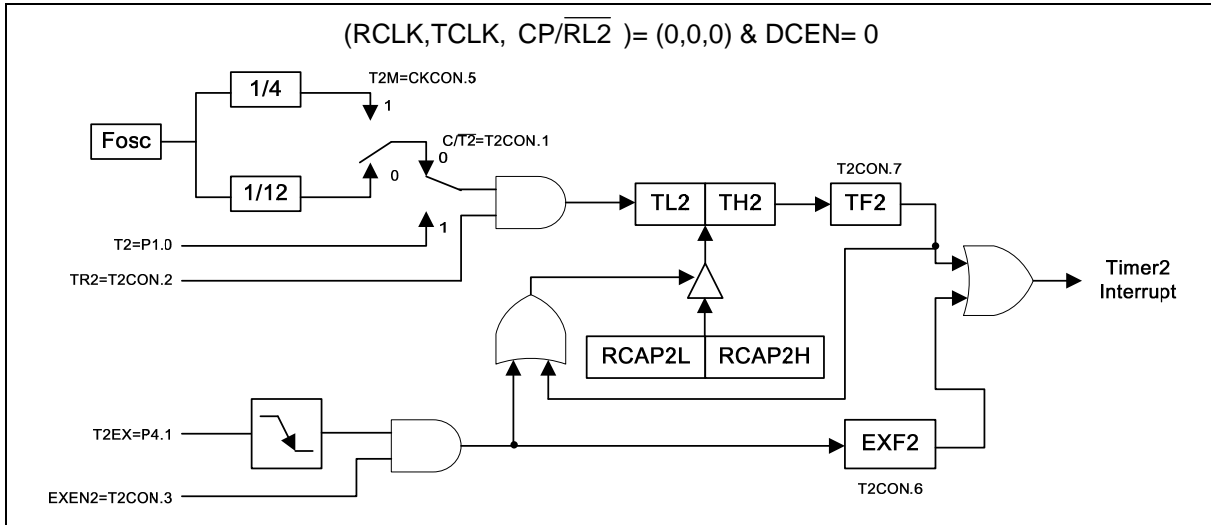 (RCLK,TCLK, CP/RL2 )= (0,0,0) & DCEN= 0
T2M=CKCON.5
1/4
1
Fosc
C/T2=T2CON.1
0
0
1/12
T2CON.7
TL2
TH2
TF2
1
T2=P1.0
TR2=T2CON.2
Timer2
Interrupt
RCAP2L
RCAP2H
T2EX=P4.1
EXF2
EXEN2=T2CON.3
T2CON.6